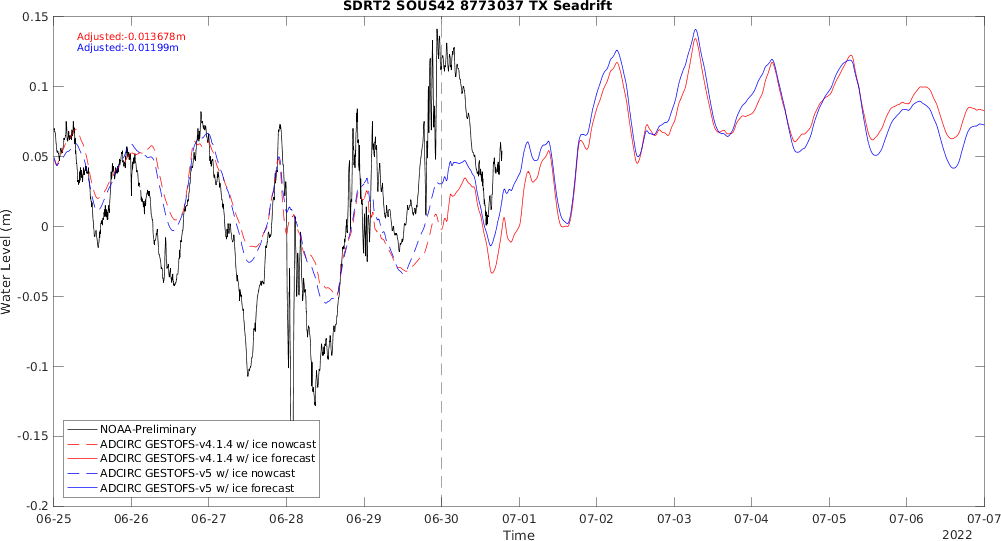 SDRT2 SOUS42 8773037 TX Seadrift
Adjusted:-0.013678m
Adjusted:-0.01199m
0.15
0.1
0.05
0
-0.05
-0.1
-0.15
-0.2
Water Level (m)
NOAA-Preliminary
ADCIRC GESTOFS-v4.1.4 w/ ice nowcast
ADCIRC GESTOFS-v4.1.4 w/ ice forecast
ADCIRC GESTOFS-v5 w/ ice nowcast
ADCIRC GESTOFS-v5 w/ ice forecast
06-25 06-26 06-27 06-28 06-29 06-30 07-01 07-02 07-03 07-04 07-05 07-06 07-07
Time
2022